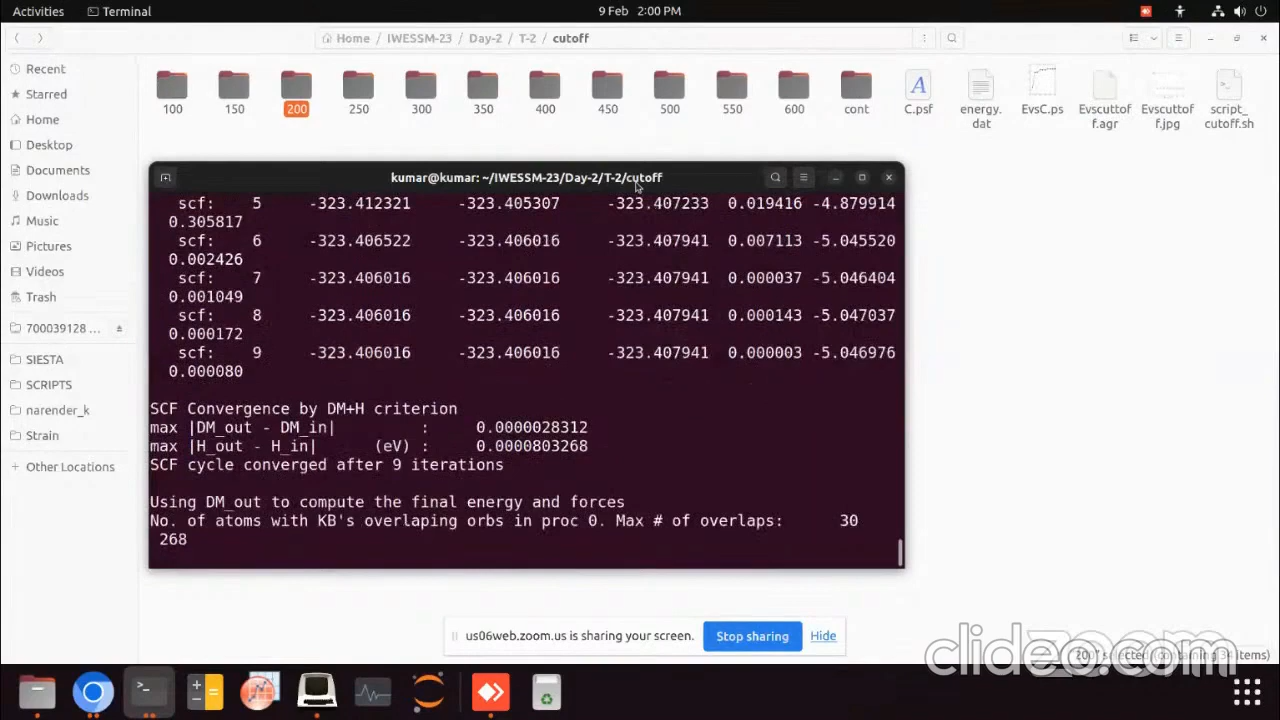 Activities Terminal 9 Feb 2:00 PM
Home / IWESSM-23 / Day-2 / T-2 / cutoff
Recent
Starred
Home
Desktop
Documents
Downloads
Music
Pictures
Videos
Trash
700039128 ...
SIESTA
SCRIPTS
narender_k
Strain
+ Other Locations
100 150 200 250 300 350 400 450 500 550 600 cont C.psf energy.dat EvsC.ps Evscuttoff.agr Evscuttoff.jpg script_cutoff.sh
kumar@kumar: ~/IWESSM-23/Day-2/T-2/cutoff
scf: 5 -323.412321 -323.405307 -323.407233 0.019416 -4.879914
0.305817
scf: 6 -323.406522 -323.406016 -323.407941 0.007113 -5.045520
0.002426
scf: 7 -323.406016 -323.406016 -323.407941 0.000037 -5.046404
0.001049
scf: 8 -323.406016 -323.406016 -323.407941 0.000143 -5.047037
0.000172
scf: 9 -323.406016 -323.406016 -323.407941 0.000003 -5.046976
0.000080
SCF Convergence by DM+H criterion
max |DM_out - DM_in| : 0.0000028312
max |H_out - H_in| (eV) : 0.0000803268
SCF cycle converged after 9 iterations
Using DM_out to compute the final energy and forces
No. of atoms with KB's overlaping orbs in proc 0. Max # of overlaps: 30
268
us06web.zoom.us is sharing your screen. Stop sharing Hide
clideo.com